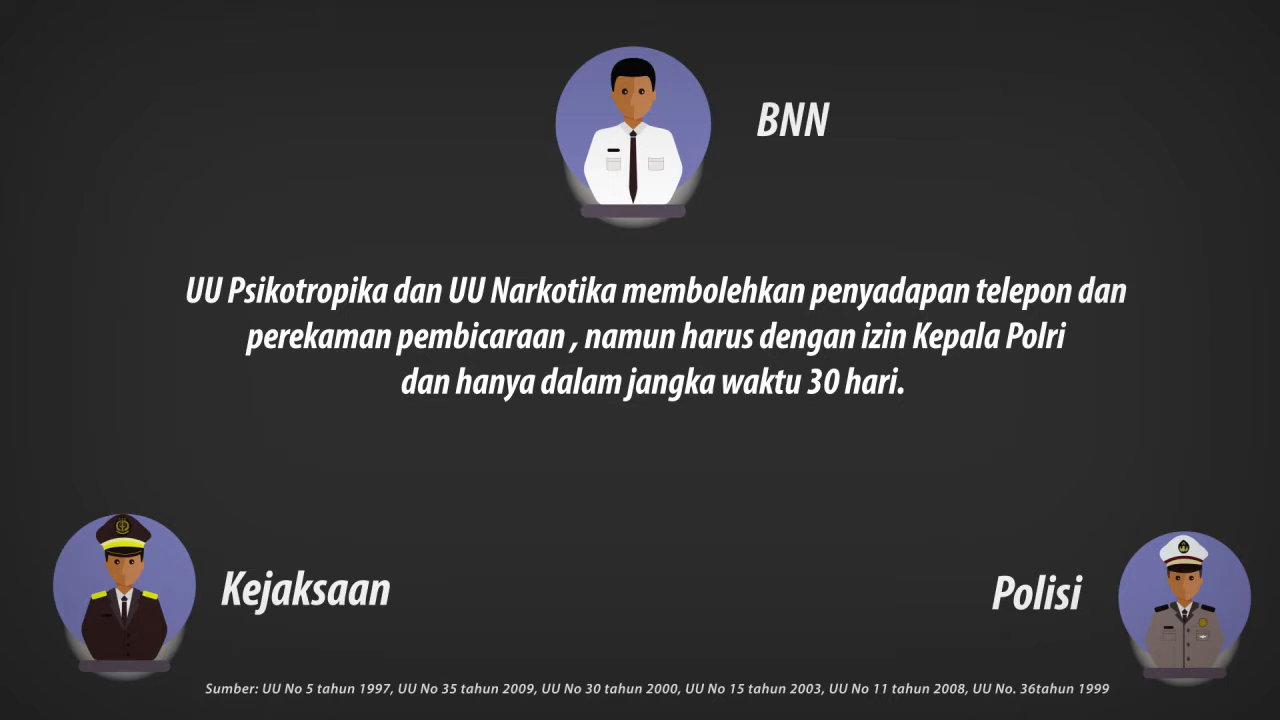 BNN
UU Psikotropika dan UU Narkotika membolehkan penyadapan telepon dan
perekaman pembicaraan , namun harus dengan izin Kepala Polri
dan hanya dalam jangka waktu 30 hari.
Kejaksaan
Polisi
Sumber: UU No 5 tahun 1997, UU No 35 tahun 2009, UU No 30 tahun 2000, UU No 15 tahun 2003, UU No 11 tahun 2008, UU No. 36tahun 1999